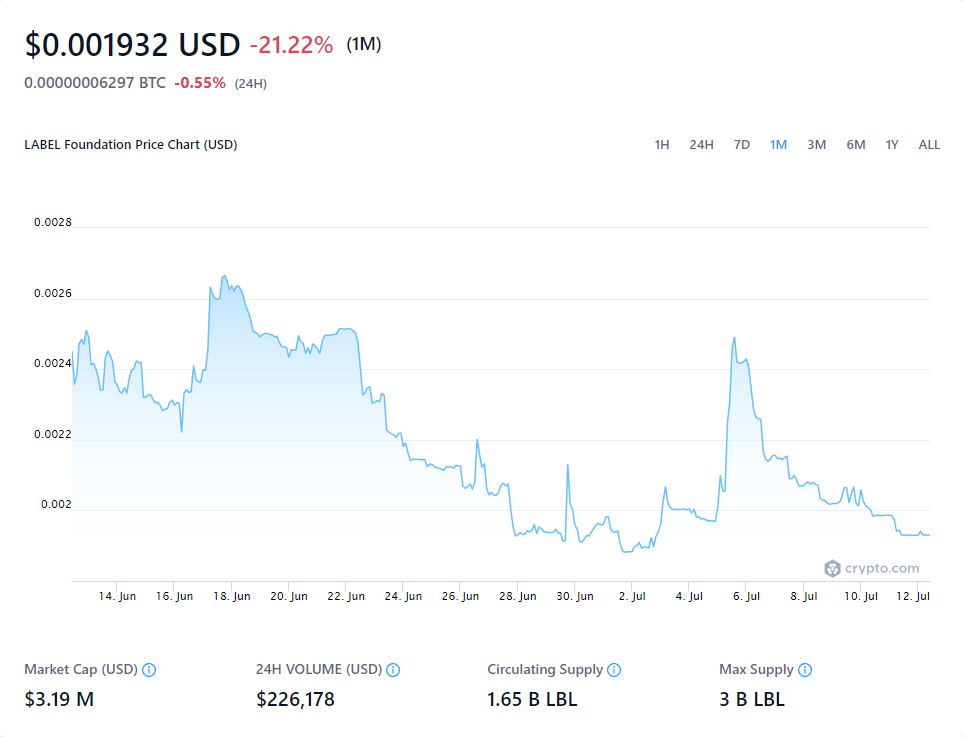 $0.001932 USD -21.22% (1M)
0.00000006297 BTC -0.55% (24H)
LABEL Foundation Price Chart (USD) 1H 24H 7D 1M 3M 6M 1Y ALL
0.0028
0.0026
0.0024
0.0022
0.002
crypto.com
14. Jun 16. Jun 18. Jun 20. Jun 22. Jun 24. Jun 26. Jun 28. Jun 30. Jun 2. Jul 4. Jul 6. Jul 8. Jul 10. Jul 12. Jul
Market Cap (USD) 24H VOLUME (USD) Circulating Supply Max Supply
$3.19 M $226,178 1.65 B LBL 3 B LBL